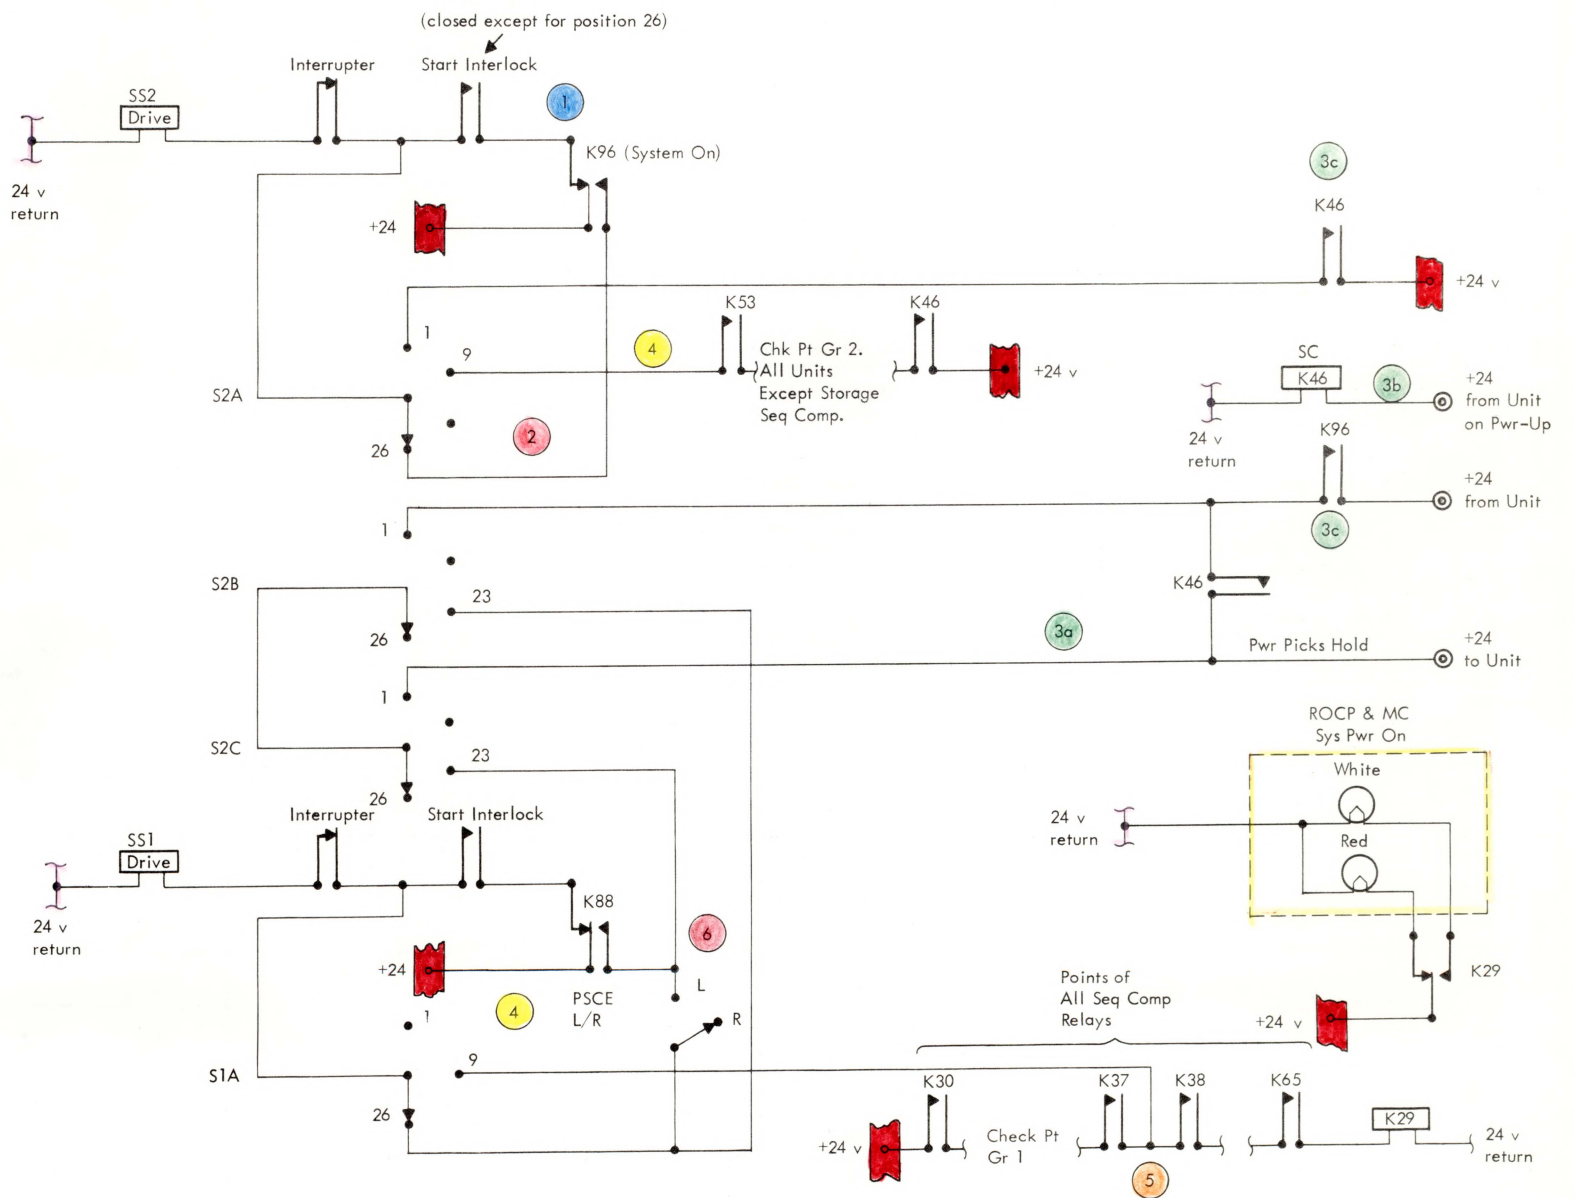 (closed except for position 26)
Interrupter
Start Interlock
SS2
Drive
1
K96 (System On)
24 v
return
+24
3c
K46
+24 v
1
9
4
K53
Chk Pt Gr 2.
All Units
Except Storage
Seq Comp.
K46
+24 v
S2A
2
26
SC
K46
3b
+24
from Unit
on Pwr-Up
24 v
return
K96
+24
from Unit
3c
1
S2B
23
26
K46
3a
Pwr Picks Hold
+24
to Unit
1
S2C
23
26
ROCP & MC
Sys Pwr On
White
Red
24 v
return
Interrupter
Start Interlock
SS1
Drive
24 v
return
K88
6
+24
4
PSCE
L/R
L
R
K29
+24 v
Points of
All Seq Comp
Relays
1
9
S1A
26
K30
K37
K38
K65
K29
+24 v
Check Pt
Gr 1
5
24 v
return